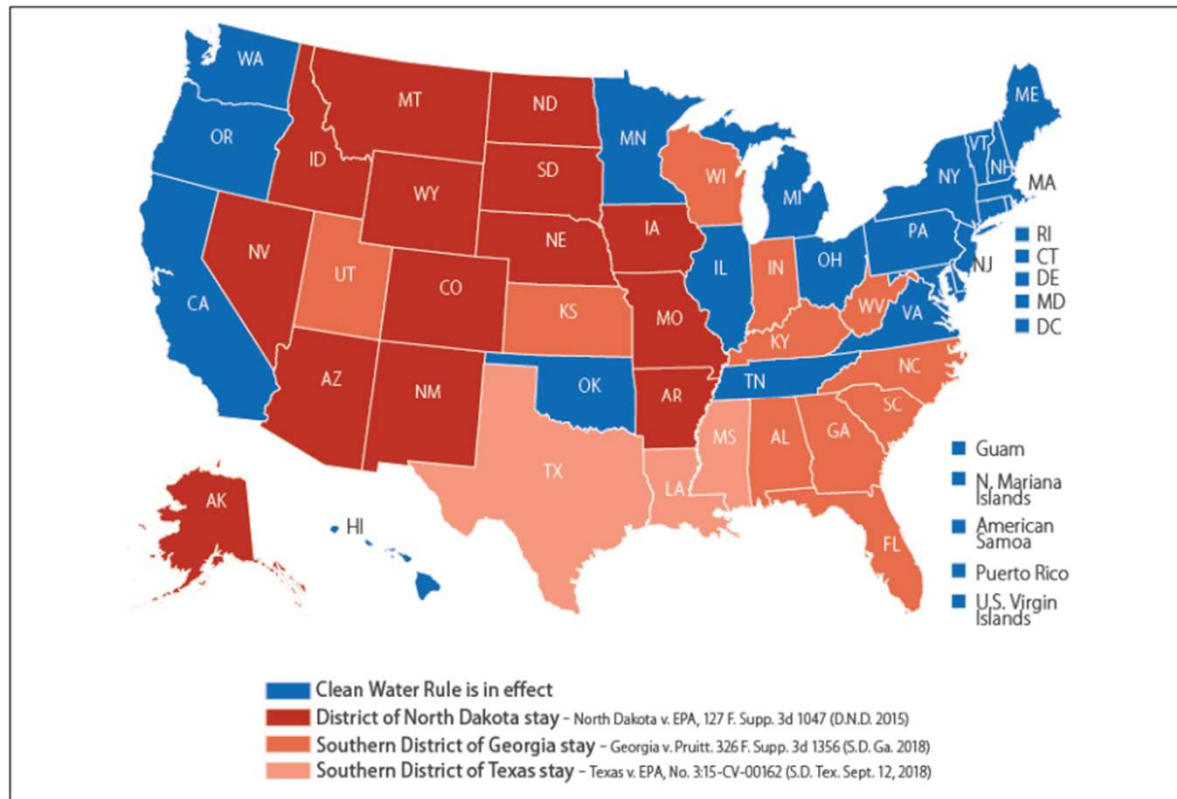 WA
MT
ND
MN
ME
OR
ID
SD
WI
VT
NH
WY
MI
NY
MA
NV
NE
IA
PA
RI
CA
UT
CO
IL
IN
OH
NJ
CT
DE
KS
MO
WV
VA
MD
KY
DC
AZ
NM
OK
AR
TN
NC
SC
TX
MS
AL
GA
LA
Guam
N. Mariana
Islands
AK
HI
American
Samoa
FL
Puerto Rico
U.S. Virgin
Islands
Clean Water Rule is in effect
District of North Dakota stay – North Dakota v. EPA, 127 F. Supp. 3d 1047 (D.N.D. 2015)
Southern District of Georgia stay – Georgia v. Pruitt. 326 F. Supp. 3d 1356 (S.D. Ga. 2018)
Southern District of Texas stay – Texas v. EPA, No. 3:15-CV-00162 (S.D. Tex. Sept. 12, 2018)